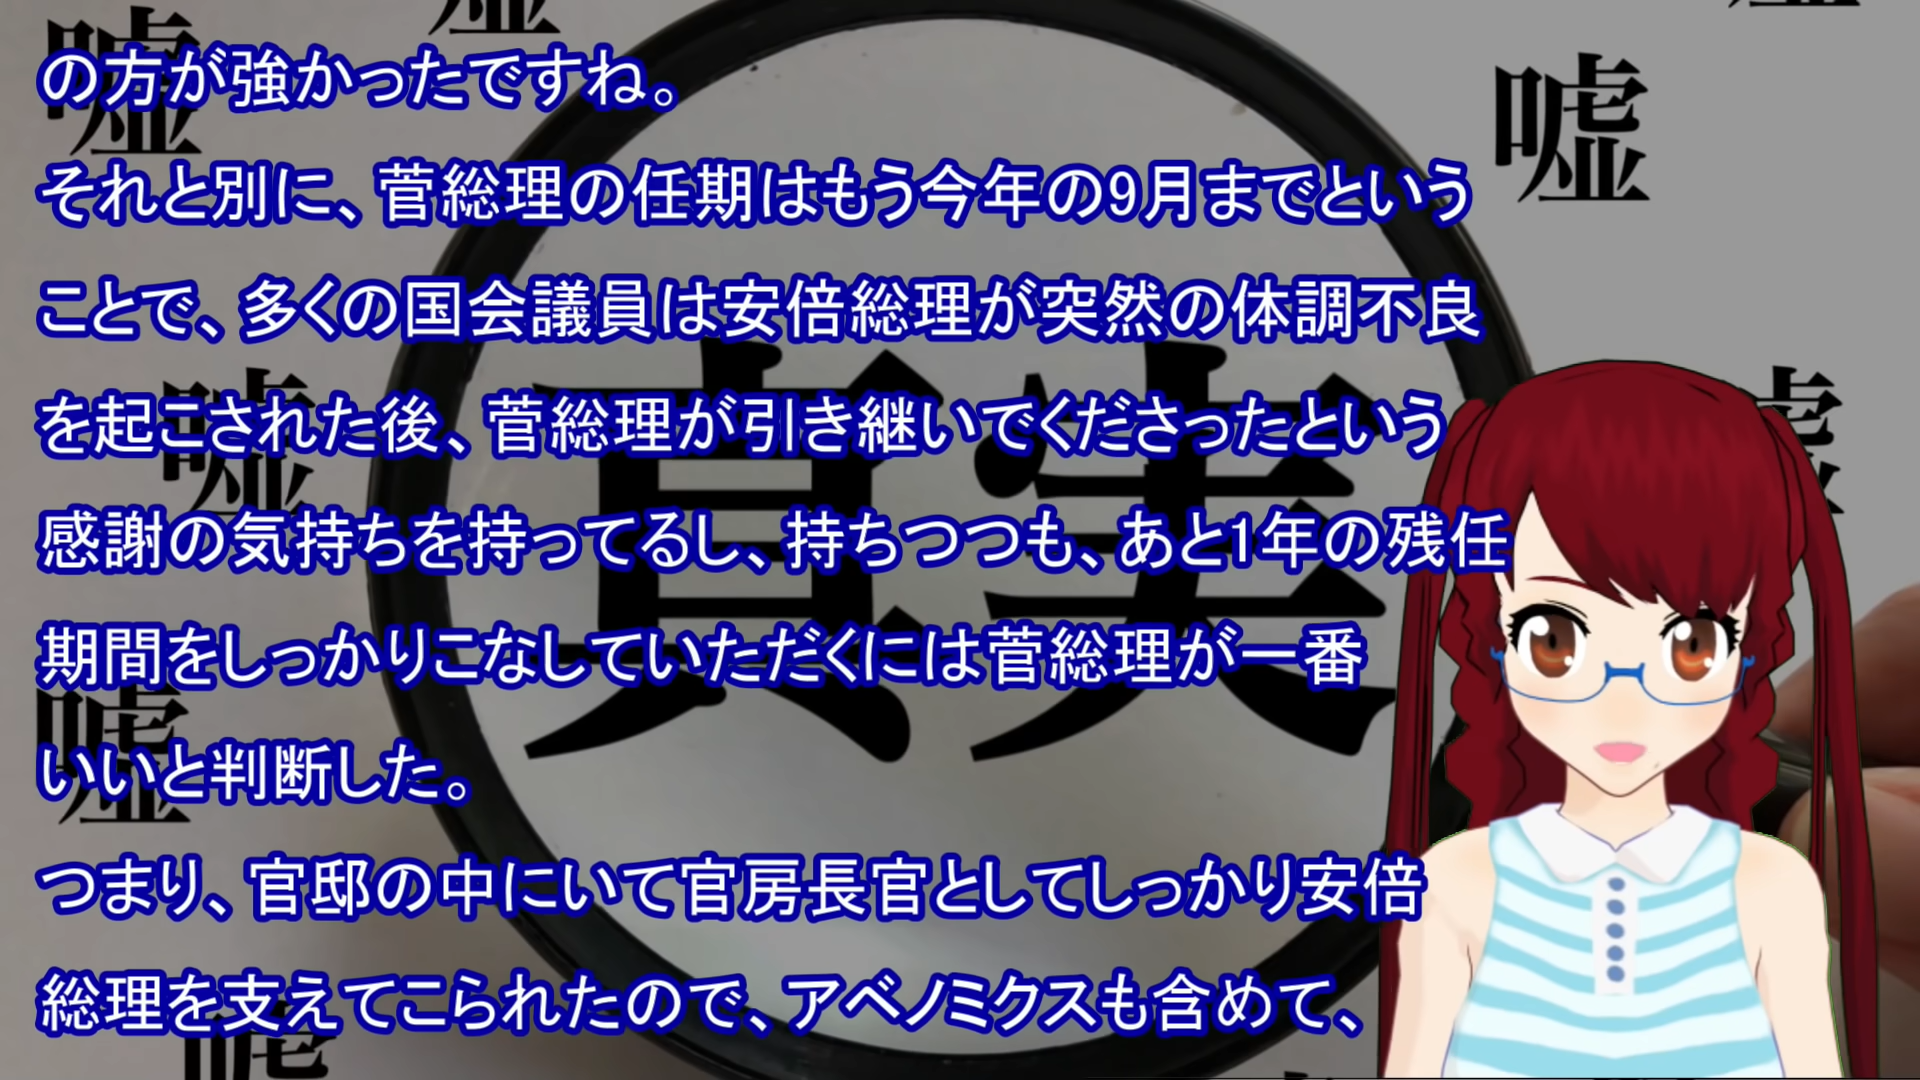 の方が強かったですね。
それと別に、菅総理の任期はもう今年の9月までという
ことで、多くの国会議員は安倍総理が突然の体調不良
を起こされた後、菅総理が引き継いでくださったという
感謝の気持ちを持ってるし、持ちつつも、あと1年の残任
期間をしっかりこなしていただくには菅総理が一番
いいと判断した。
つまり、官邸の中にいて官房長官としてしっかり安倍
総理を支えてこられたので、アベノミクスも含めて、
真実
嘘
嘘
嘘
嘘
嘘
嘘